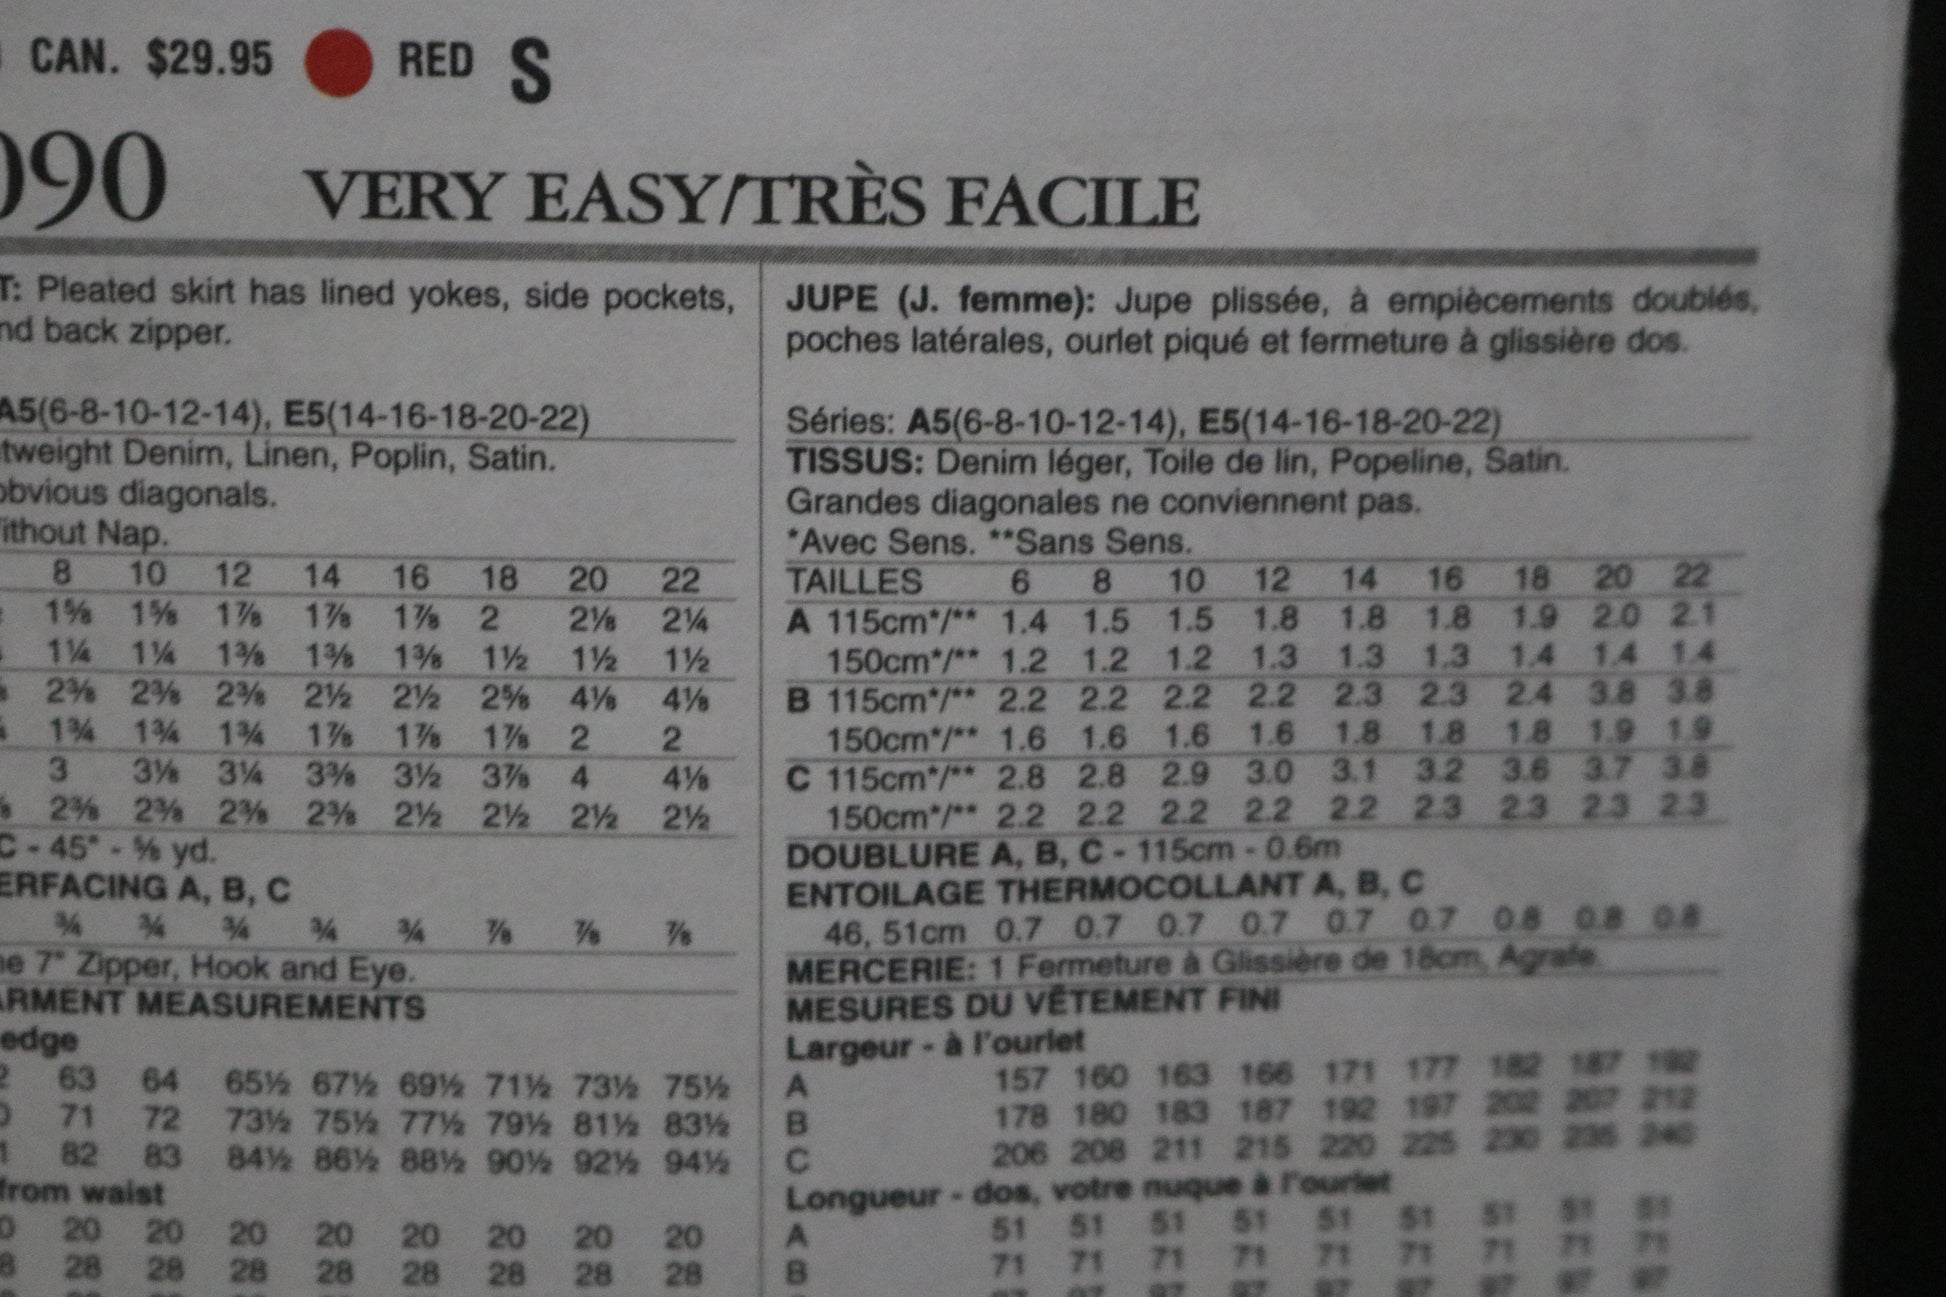 CAN. $29.95 RED S
090 VERY EASY/TRÈS FACILE
T: Pleated skirt has lined yokes, side pockets,
nd back zipper.
A5(6-8-10-12-14), E5(14-16-18-20-22)
tweight Denim, Linen, Poplin, Satin.
obvious diagonals.
ithout Nap.
8 10 12 14 16 18 20 22
1⅝ 1⅝ 1⅞ 1⅞ 1⅞ 2 2⅛ 2¼
1¼ 1¼ 1⅜ 1⅜ 1⅜ 1½ 1½ 1½
2⅜ 2⅜ 2⅜ 2½ 2½ 2⅝ 4⅛ 4⅛
1¾ 1¾ 1¾ 1⅞ 1⅞ 1⅞ 2 2
3 3⅛ 3¼ 3⅜ 3½ 3⅞ 4 4⅛
2⅜ 2⅜ 2⅜ 2⅜ 2½ 2½ 2½ 2½
C - 45" - ⅝ yd.
ERFACING A, B, C
¾ ¾ ¾ ¾ ¾ ⅞ ⅞ ⅞
ne 7" Zipper, Hook and Eye.
ARMENT MEASUREMENTS
edge
2 63 64 65½ 67½ 69½ 71½ 73½ 75½
0 71 72 73½ 75½ 77½ 79½ 81½ 83½
1 82 83 84½ 86½ 88½ 90½ 92½ 94½
from waist
0 20 20 20 20 20 20 20 20
8 28 28 28 28 28 28 28 28
JUPE (J. femme): Jupe plissée, à empiècements doublés,
poches latérales, ourlet piqué et fermeture à glissière dos.
Séries: A5(6-8-10-12-14), E5(14-16-18-20-22)
TISSUS: Denim léger, Toile de lin, Popeline, Satin.
Grandes diagonales ne conviennent pas.
*Avec Sens. **Sans Sens.
TAILLES 6 8 10 12 14 16 18 20 22
A 115cm*/** 1.4 1.5 1.5 1.8 1.8 1.8 1.9 2.0 2.1
150cm*/** 1.2 1.2 1.2 1.3 1.3 1.3 1.4 1.4 1.4
B 115cm*/** 2.2 2.2 2.2 2.2 2.3 2.3 2.4 3.8 3.8
150cm*/** 1.6 1.6 1.6 1.6 1.8 1.8 1.8 1.9 1.9
C 115cm*/** 2.8 2.8 2.9 3.0 3.1 3.2 3.6 3.7 3.8
150cm*/** 2.2 2.2 2.2 2.2 2.2 2.3 2.3 2.3 2.3
DOUBLURE A, B, C - 115cm - 0.6m
ENTOILAGE THERMOCOLLANT A, B, C
46, 51cm 0.7 0.7 0.7 0.7 0.7 0.7 0.8 0.8 0.8
MERCERIE: 1 Fermeture à Glissière de 18cm, Agrafe.
MESURES DU VÊTEMENT FINI
Largeur - à l'ourlet
A 157 160 163 166 171 177 182 187 192
B 178 180 183 187 192 197 202 207 212
C 206 208 211 215 220 225 230 235 240
Longueur - dos, votre nuque à l'ourlet
A 51 51 51 51 51 51 51 51 51
B 71 71 71 71 71 71 71 71 71